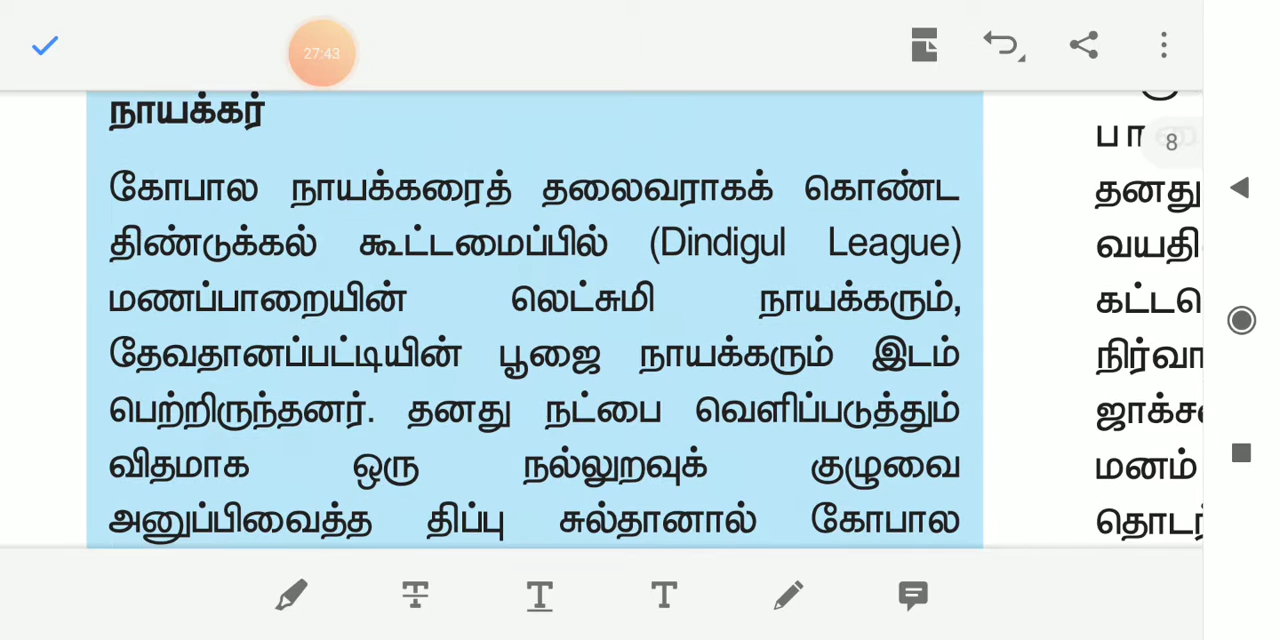 27:43
8
நாயக்கர்
கோபால நாயக்கரைத் தலைவராகக் கொண்ட
திண்டுக்கல் கூட்டமைப்பில் (Dindigul League)
மணப்பாறையின் லெட்சுமி நாயக்கரும்,
தேவதானப்பட்டியின் பூஜை நாயக்கரும் இடம்
பெற்றிருந்தனர். தனது நட்பை வெளிப்படுத்தும்
விதமாக ஒரு நல்லுறவுக் குழுவை
அனுப்பிவைத்த திப்பு சுல்தானால் கோபால
தனது
மனம்